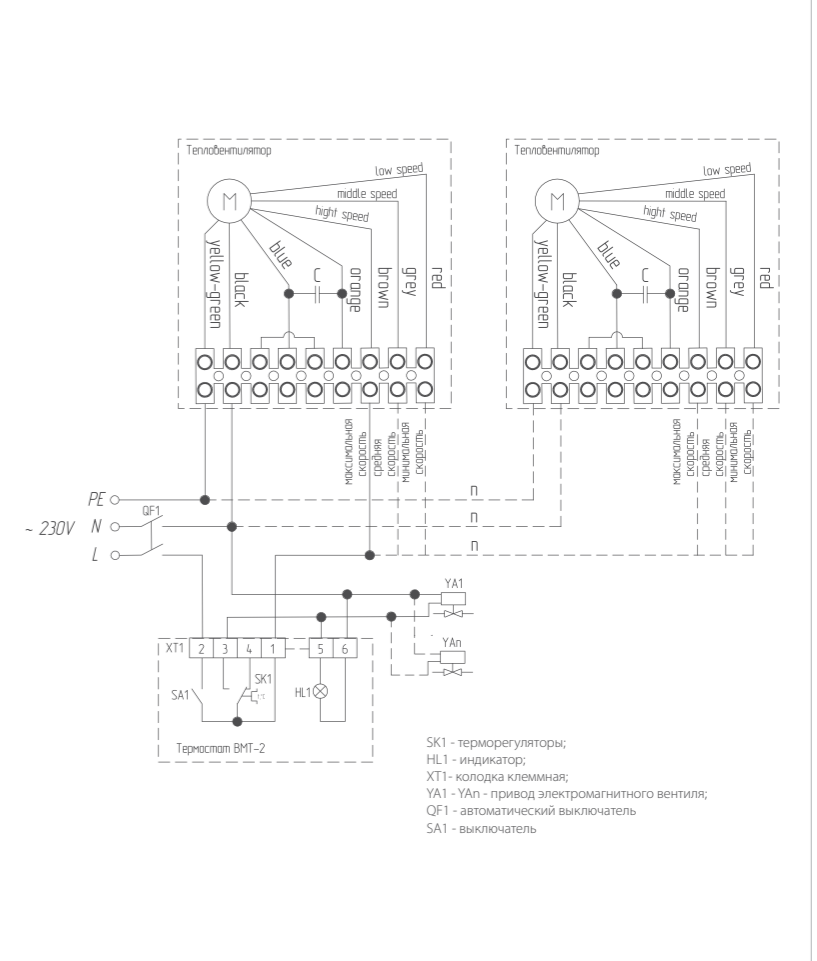 Тепловентилятор
low speed
middle speed
hight speed
M
yellow-green
black
blue
C
orange
brown
grey
red
максимальная
скорость
средняя
скорость
минимальная
скорость
Тепловентилятор
low speed
middle speed
hight speed
M
yellow-green
black
blue
C
orange
brown
grey
red
максимальная
скорость
средняя
скорость
минимальная
скорость
PE
n
~ 230V N QF1
n
L
n
YA1
YAn
XT1 2 3 4 1 5 6
SA1
SK1
t°C
HL1
Термостат ВМТ-2
SK1 - терморегуляторы;
HL1 - индикатор;
XT1- колодка клеммная;
YA1 - YAn - привод электромагнитного вентиля;
QF1 - автоматический выключатель
SA1 - выключатель